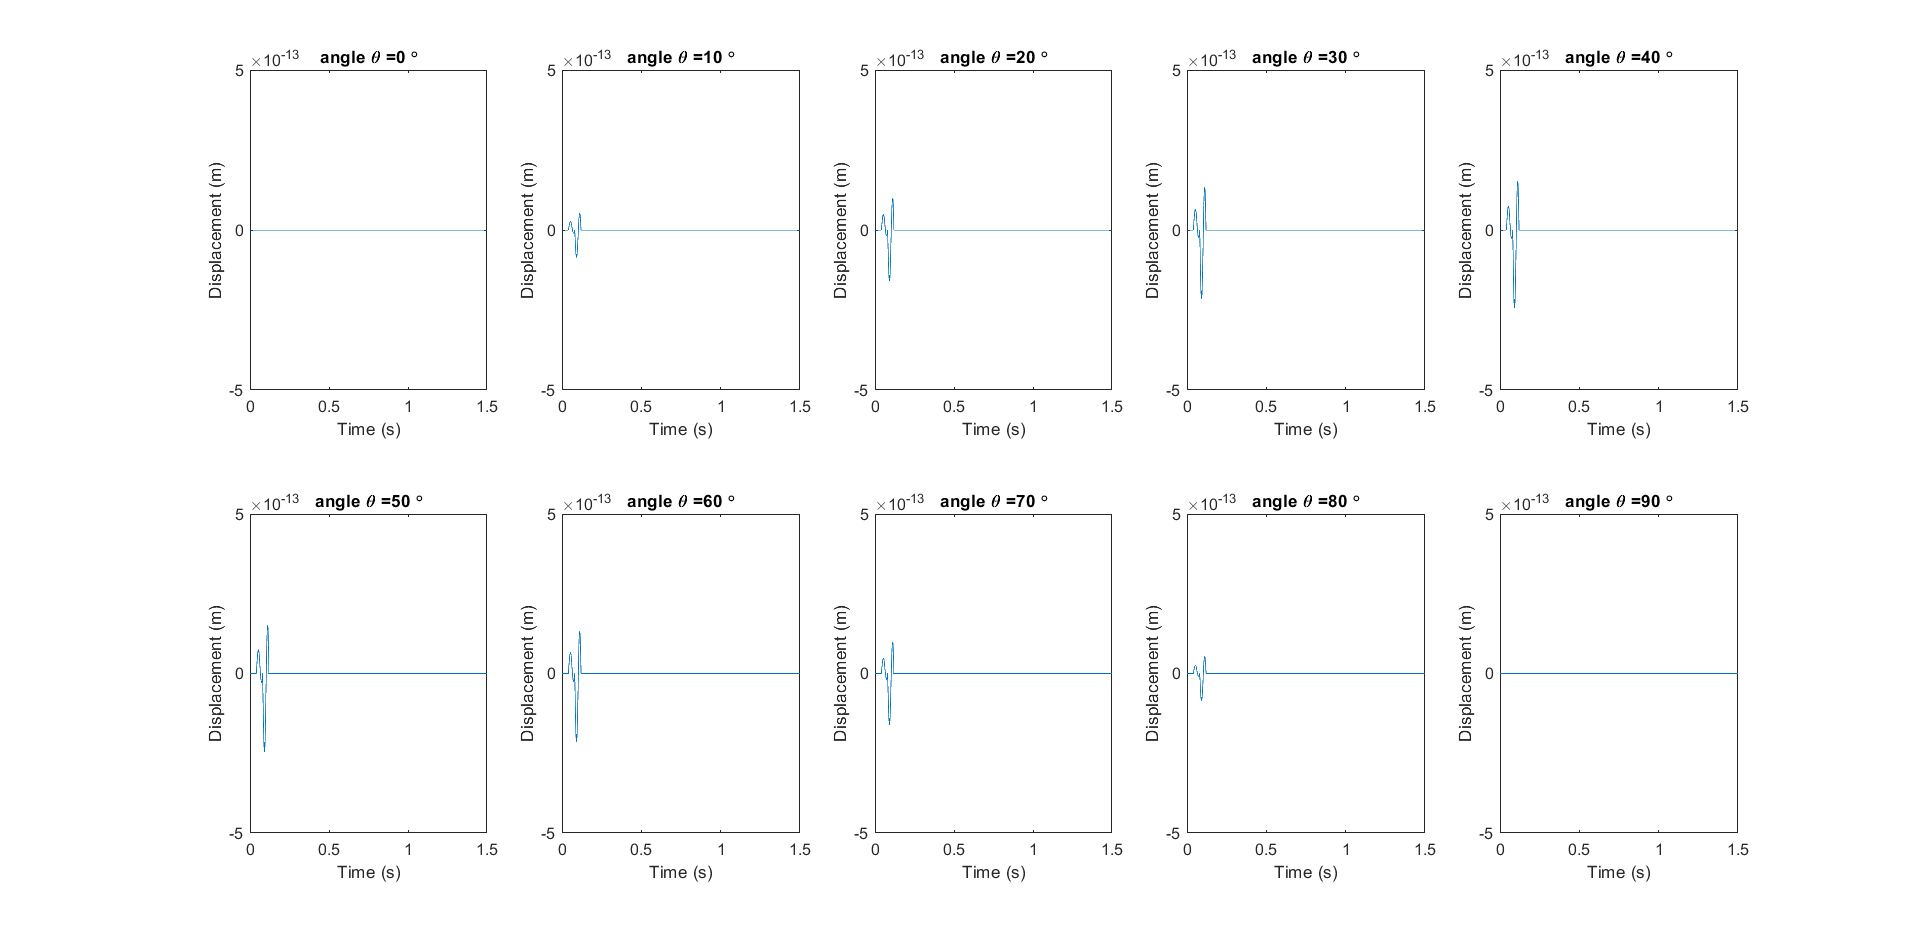 ×10-13 angle θ =0 °
×10-13 angle θ =10 °
×10-13 angle θ =20 °
×10-13 angle θ =30 °
×10-13 angle θ =40 °
5
0
-5
Displacement (m)
0 0.5 1 1.5
Time (s)
5
0
-5
Displacement (m)
0 0.5 1 1.5
Time (s)
5
0
-5
Displacement (m)
0 0.5 1 1.5
Time (s)
5
0
-5
Displacement (m)
0 0.5 1 1.5
Time (s)
5
0
-5
Displacement (m)
0 0.5 1 1.5
Time (s)
×10-13 angle θ =50 °
×10-13 angle θ =60 °
×10-13 angle θ =70 °
×10-13 angle θ =80 °
×10-13 angle θ =90 °
5
0
-5
Displacement (m)
0 0.5 1 1.5
Time (s)
5
0
-5
Displacement (m)
0 0.5 1 1.5
Time (s)
5
0
-5
Displacement (m)
0 0.5 1 1.5
Time (s)
5
0
-5
Displacement (m)
0 0.5 1 1.5
Time (s)
5
0
-5
Displacement (m)
0 0.5 1 1.5
Time (s)